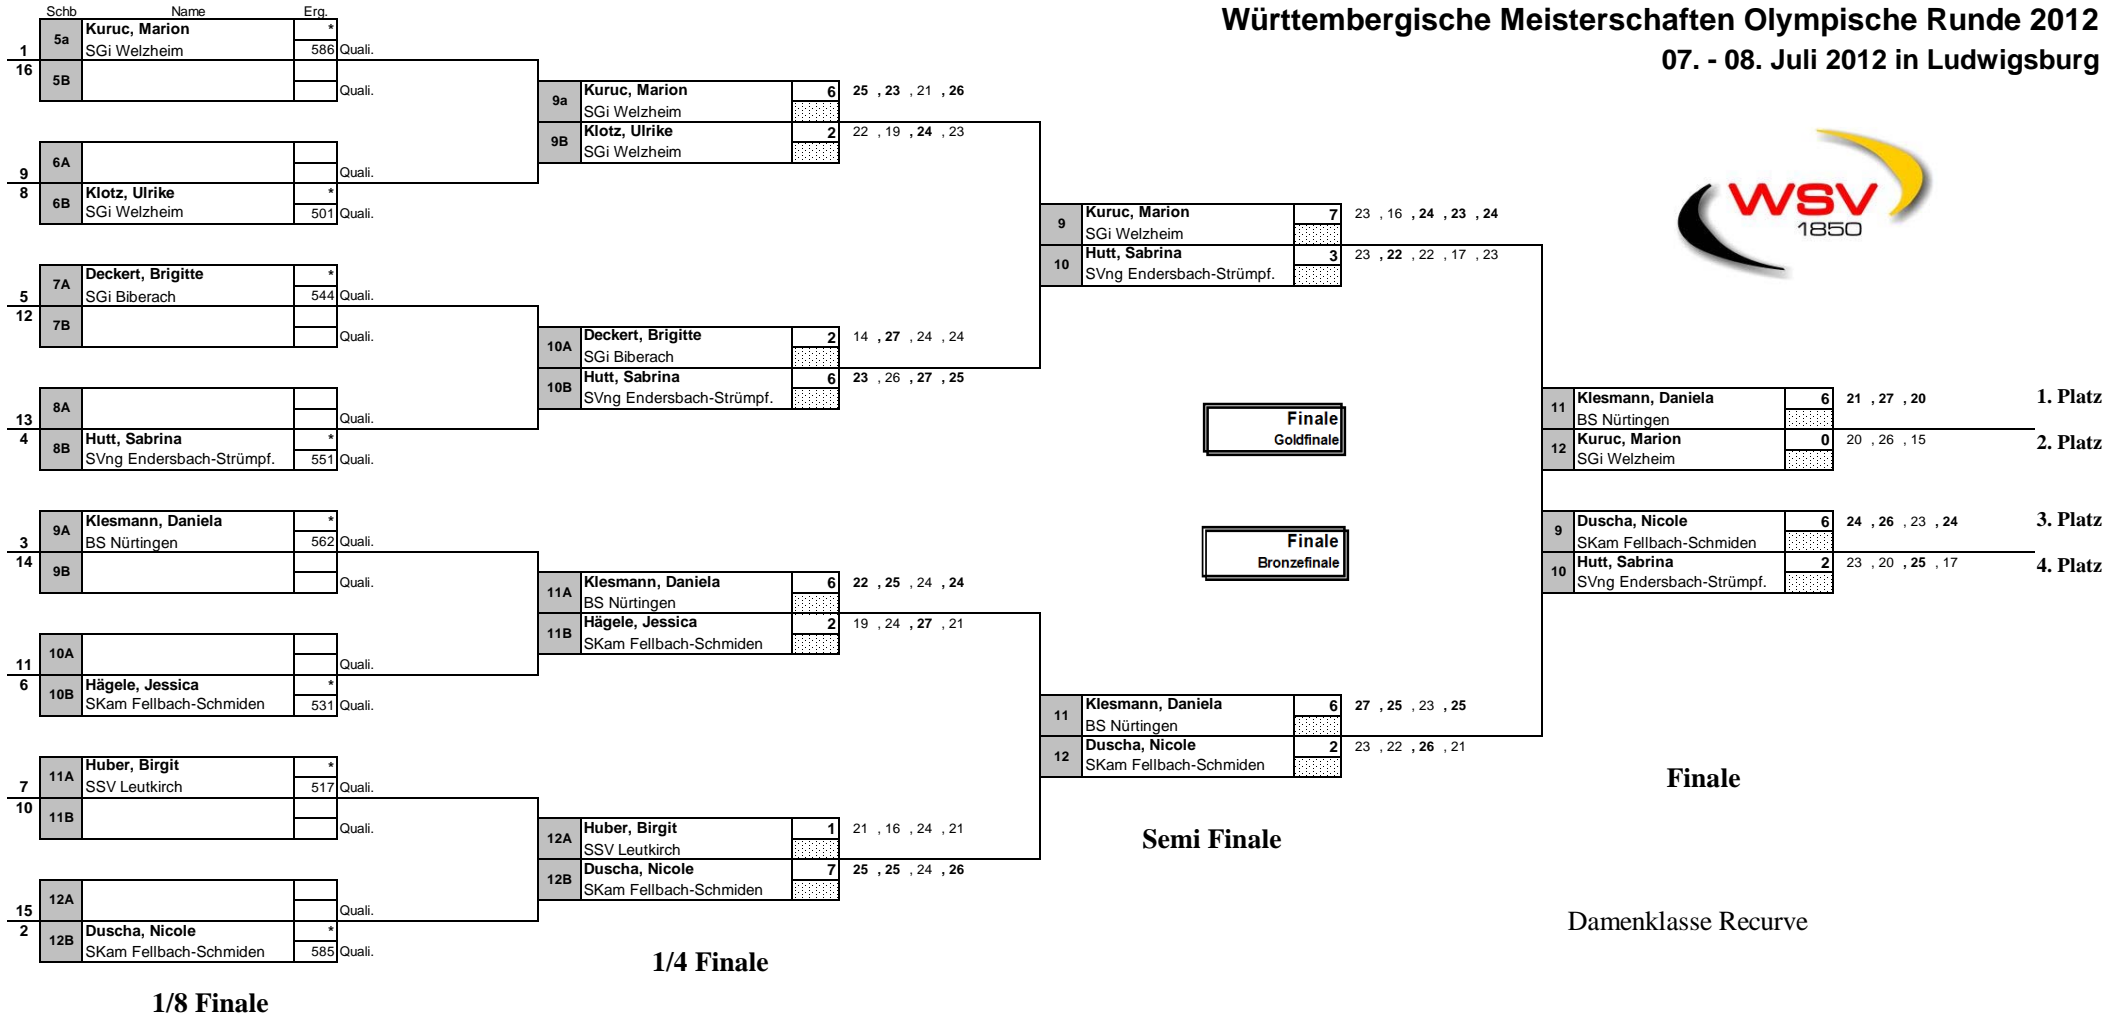 Württembergische Meisterschaften Olympische Runde 2012
07. - 08. Juli 2012 in Ludwigsburg
WSV
1850
Schb Name Erg.
5a Kuruc, Marion *
1 SGi Welzheim 586 Quali.
16 5B
Quali.
6A
9 Quali.
8 6B Klotz, Ulrike *
SGi Welzheim 501 Quali.
7A Deckert, Brigitte *
5 SGi Biberach 544 Quali.
12 7B
Quali.
8A
13 Quali.
4 8B Hutt, Sabrina *
SVng Endersbach-Strümpf. 551 Quali.
9A Klesmann, Daniela *
3 BS Nürtingen 562 Quali.
14 9B
Quali.
10A
11 Quali.
6 10B Hägele, Jessica *
SKam Fellbach-Schmiden 531 Quali.
11A Huber, Birgit *
7 SSV Leutkirch 517 Quali.
10 11B
Quali.
12A
15 Quali.
2 12B Duscha, Nicole *
SKam Fellbach-Schmiden 585 Quali.
1/8 Finale
9a Kuruc, Marion 6 25 , 23 , 21 , 26
SGi Welzheim
9B Klotz, Ulrike 2 22 , 19 , 24 , 23
SGi Welzheim
10A Deckert, Brigitte 2 14 , 27 , 24 , 24
SGi Biberach
10B Hutt, Sabrina 6 23 , 26 , 27 , 25
SVng Endersbach-Strümpf.
11A Klesmann, Daniela 6 22 , 25 , 24 , 24
BS Nürtingen
11B Hägele, Jessica 2 19 , 24 , 27 , 21
SKam Fellbach-Schmiden
12A Huber, Birgit 1 21 , 16 , 24 , 21
SSV Leutkirch
12B Duscha, Nicole 7 25 , 25 , 24 , 26
SKam Fellbach-Schmiden
1/4 Finale
9 Kuruc, Marion 7 23 , 16 , 24 , 23 , 24
SGi Welzheim
10 Hutt, Sabrina 3 23 , 22 , 22 , 17 , 23
SVng Endersbach-Strümpf.
11 Klesmann, Daniela 6 27 , 25 , 23 , 25
BS Nürtingen
12 Duscha, Nicole 2 23 , 22 , 26 , 21
SKam Fellbach-Schmiden
Semi Finale
Finale
Goldfinale
11 Klesmann, Daniela 6 21 , 27 , 20 1. Platz
BS Nürtingen
12 Kuruc, Marion 0 20 , 26 , 15 2. Platz
SGi Welzheim
Finale
Bronzefinale
9 Duscha, Nicole 6 24 , 26 , 23 , 24 3. Platz
SKam Fellbach-Schmiden
10 Hutt, Sabrina 2 23 , 20 , 25 , 17 4. Platz
SVng Endersbach-Strümpf.
Finale
Damenklasse Recurve